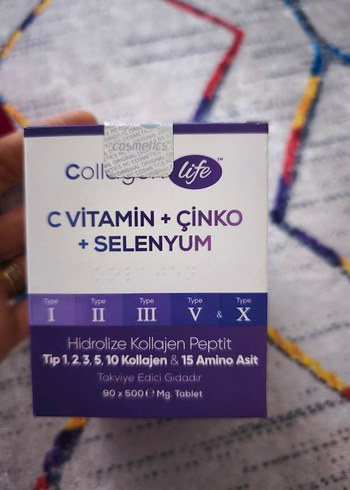 cosmetics
Collagen life™
C VİTAMİN + ÇİNKO
+ SELENYUM
Type Type Type Type Type
I II III V & X
Hidrolize Kollajen Peptit
Tip 1, 2, 3, 5, 10 Kollajen & 15 Amino Asit
Takviye Edici Gıdadır
90 x 500 (℮) Mg. Tablet